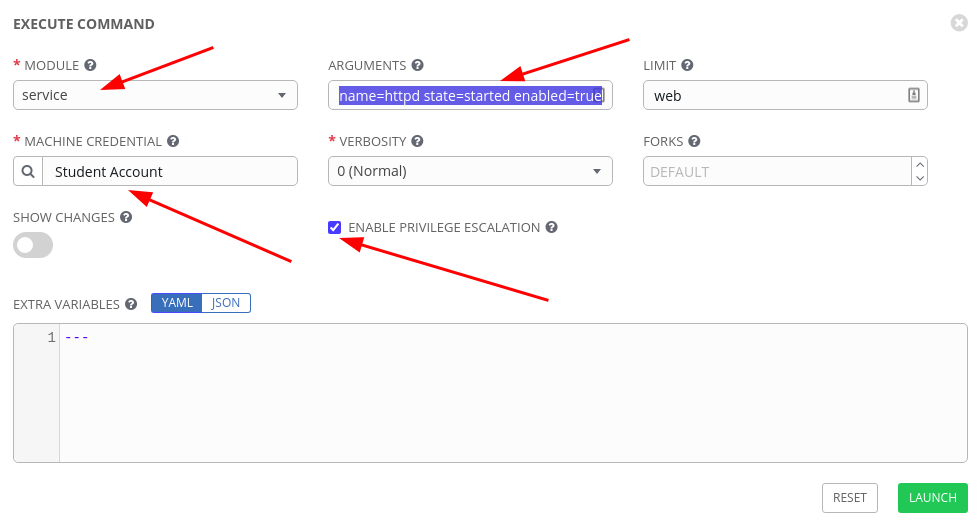 EXECUTE COMMAND
* MODULE ?
ARGUMENTS ?
LIMIT ?
service
name=httpd state=started enabled=true
web
* MACHINE CREDENTIAL ?
* VERBOSITY ?
FORKS ?
Student Account
0 (Normal)
DEFAULT
SHOW CHANGES ?
ENABLE PRIVILEGE ESCALATION ?
EXTRA VARIABLES ? YAML JSON
1 ---
RESET LAUNCH